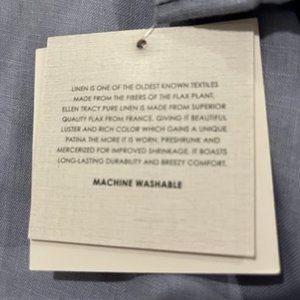 LINEN IS ONE OF THE OLDEST KNOWN TEXTILES
MADE FROM THE FIBERS OF THE FLAX PLANT.
ELLEN TRACY PURE LINEN IS MADE FROM SUPERIOR
QUALITY FLAX FROM FRANCE, GIVING IT BEAUTIFUL
LUSTER AND RICH COLOR WHICH GAINS A UNIQUE
PATINA THE MORE IT IS WORN. PRESHRUNK AND
MERCERIZED FOR IMPROVED SHRINKAGE, IT BOASTS
LONG-LASTING DURABILITY AND BREEZY COMFORT.
MACHINE WASHABLE